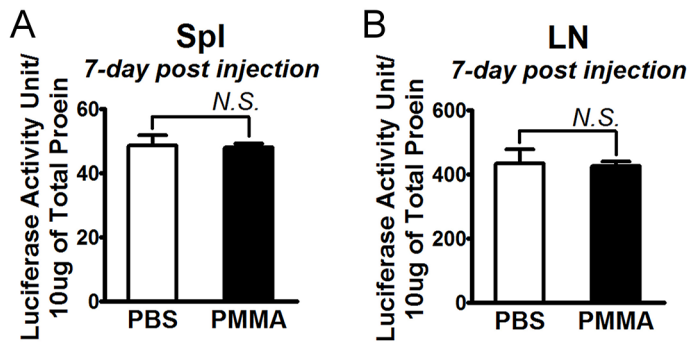 A
Spl
7-day post injection
Luciferase Activity Unit/
10ug of Total Proein
N.S.
60
40
20
0
PBS PMMA
B
LN
7-day post injection
Luciferase Activity Unit/
10ug of Total Proein
N.S.
600
400
200
0
PBS PMMA